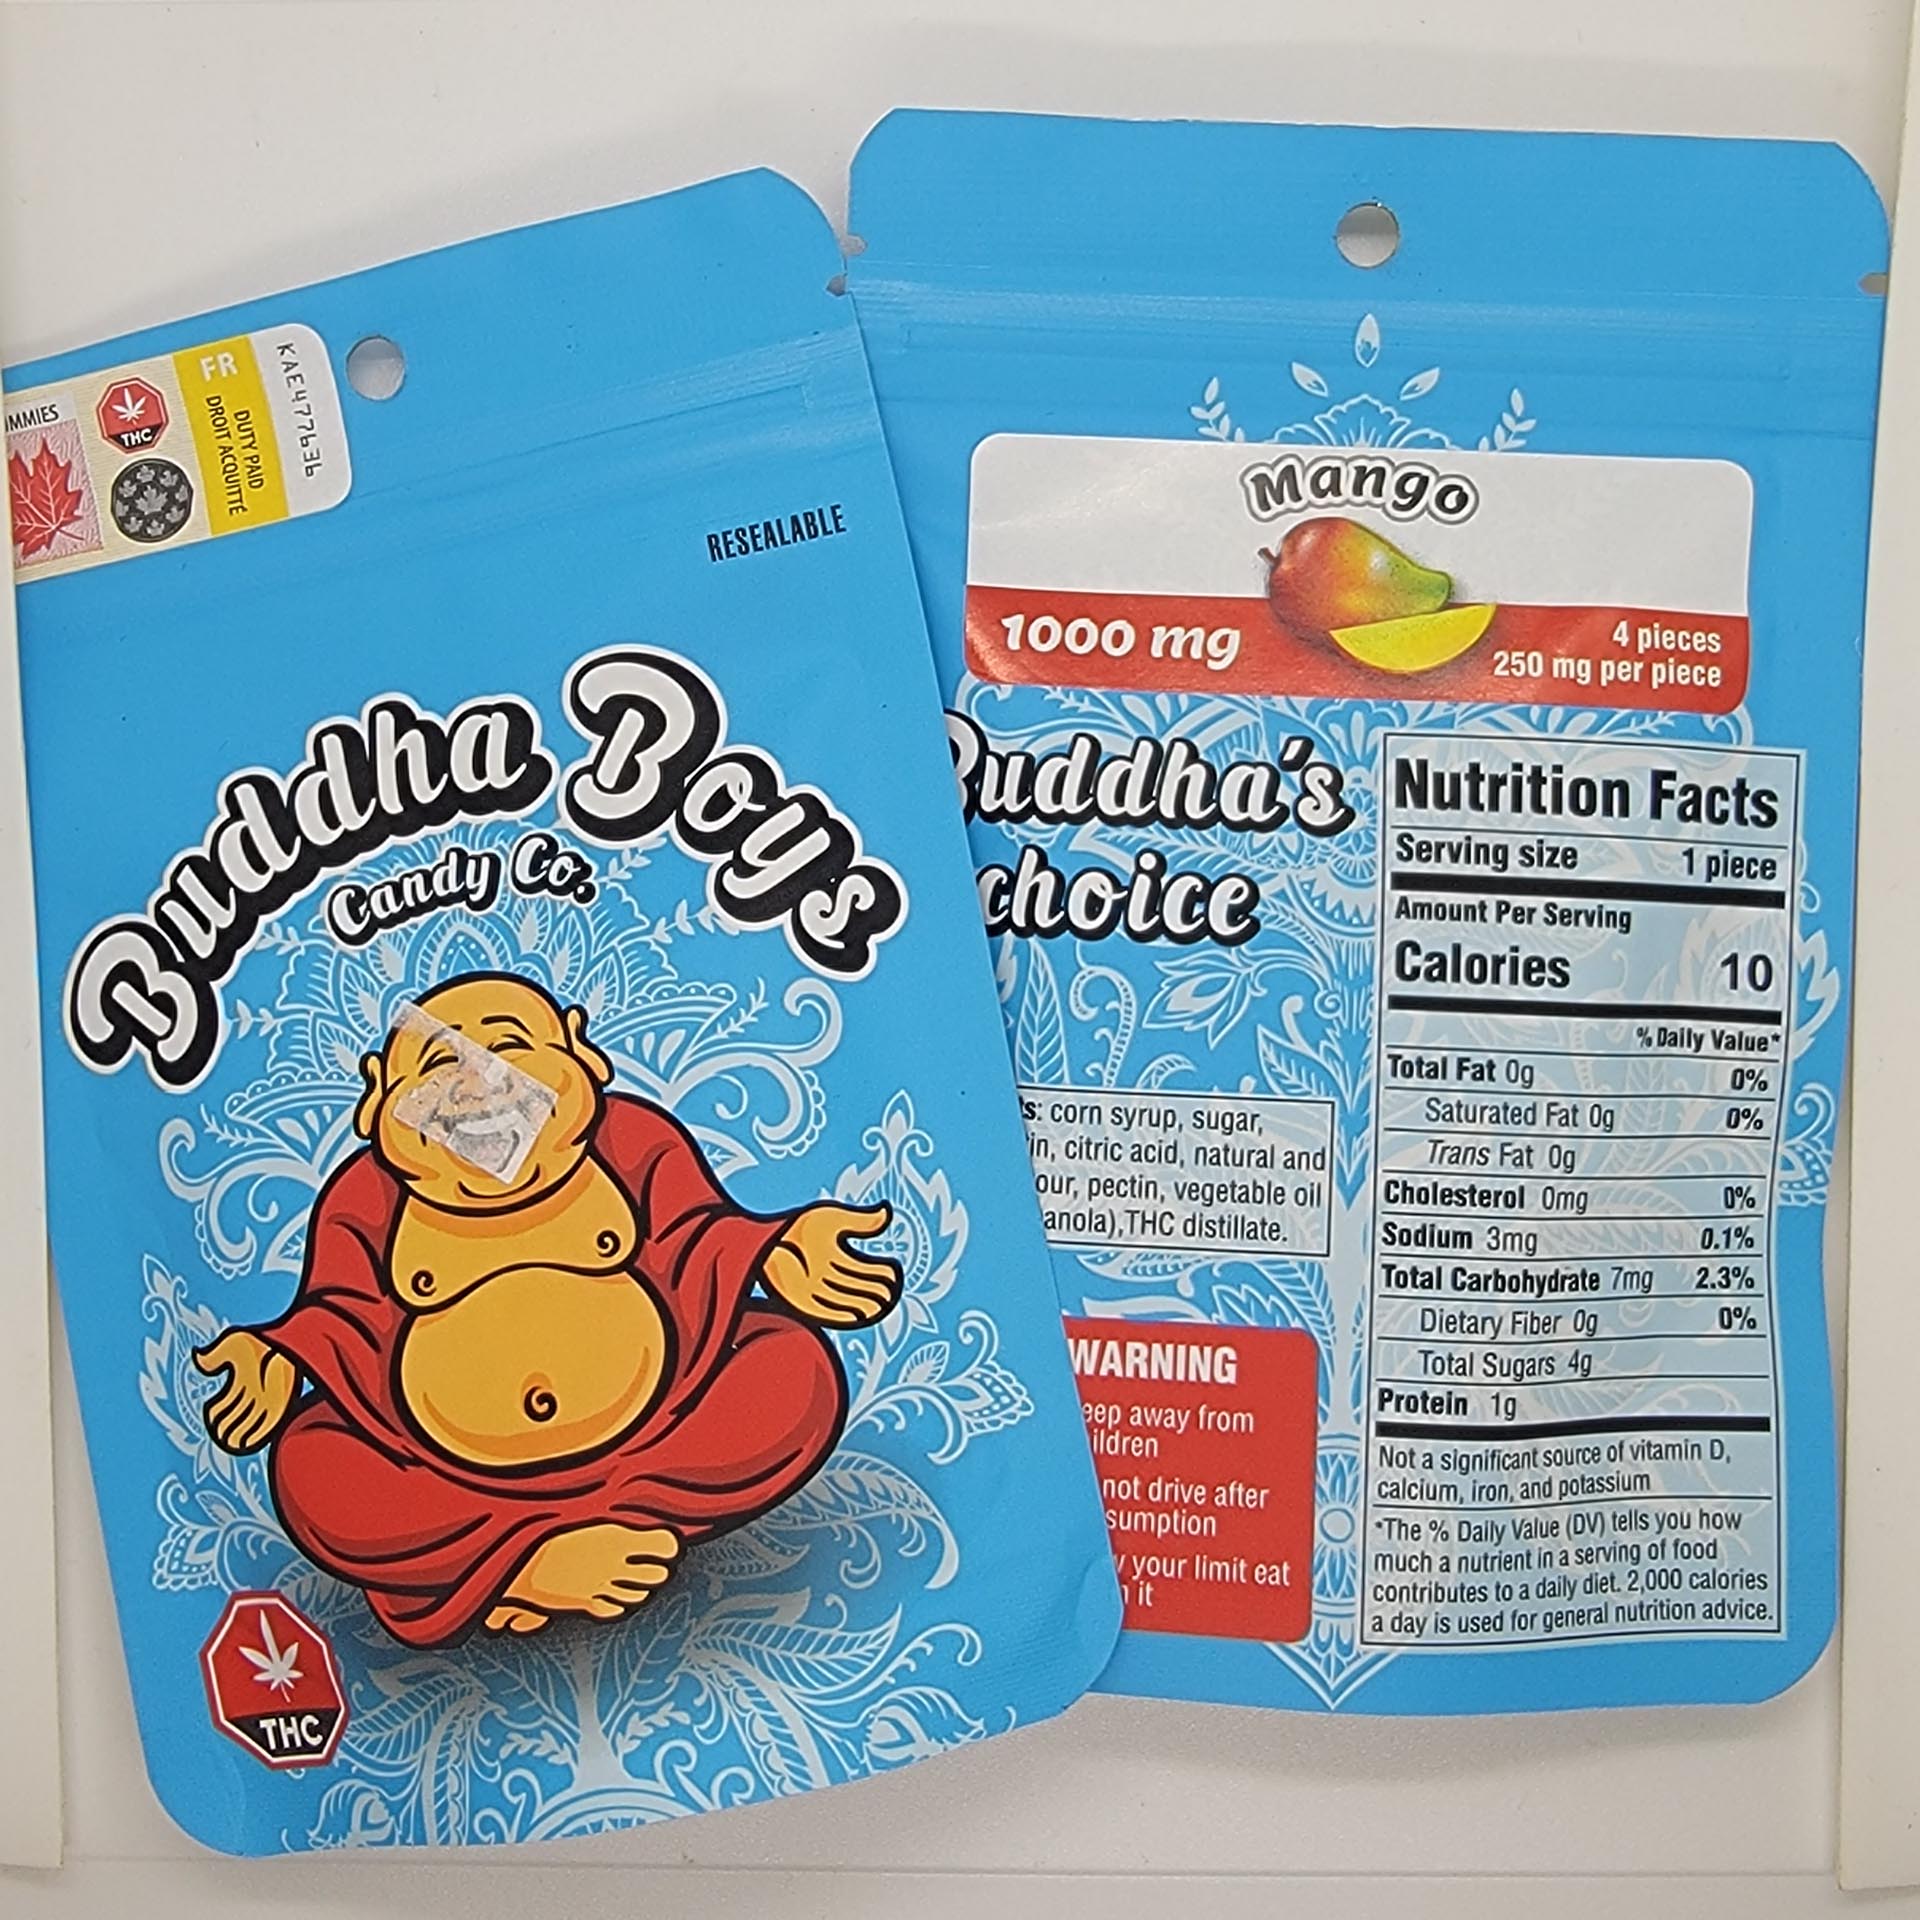 MMIES
THC
FR
DUTY PAID
DROIT ACQUITTÉ
KAE477636
RESEALABLE
Buddha Boys
Candy Co.
THC
Mango
1000 mg
4 pieces
250 mg per piece
uddha's
choice
s: corn syrup, sugar,
in, citric acid, natural and
our, pectin, vegetable oil
anola),THC distillate.
WARNING
eep away from
ildren
not drive after
sumption
your limit eat
it
Nutrition Facts
Serving size 1 piece
Amount Per Serving
Calories 10
% Daily Value*
Total Fat 0g 0%
Saturated Fat 0g 0%
Trans Fat 0g
Cholesterol 0mg 0%
Sodium 3mg 0.1%
Total Carbohydrate 7mg 2.3%
Dietary Fiber 0g 0%
Total Sugars 4g
Protein 1g
Not a significant source of vitamin D,
calcium, iron, and potassium
*The % Daily Value (DV) tells you how
much a nutrient in a serving of food
contributes to a daily diet. 2,000 calories
a day is used for general nutrition advice.